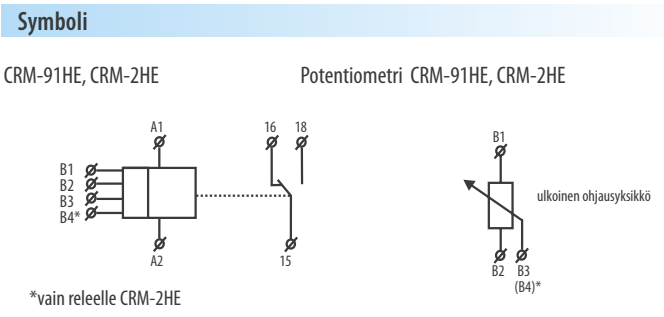 Symboli
CRM-91HE, CRM-2HE
Potentiometri CRM-91HE, CRM-2HE
A1
16 18
B1
B2
B3
B4*
A2
15
B1
ulkoinen ohjausyksikkö
B2 B3
(B4)*
*vain releelle CRM-2HE